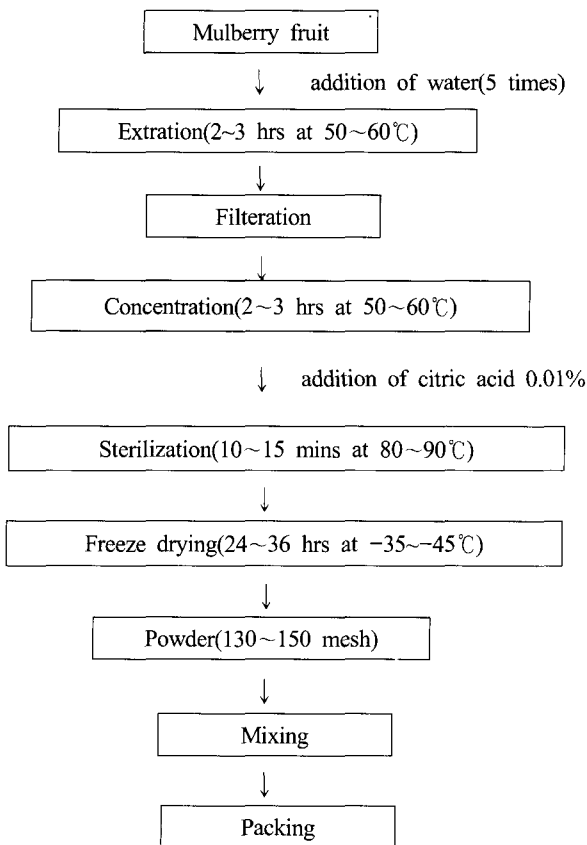 Mulberry fruit
addition of water(5 times)
Extration(2~3 hrs at 50~60℃)
Filteration
Concentration(2~3 hrs at 50~60℃)
addition of citric acid 0.01%
Sterilization(10~15 mins at 80~90℃)
Freeze drying(24~36 hrs at -35~-45℃)
Powder(130~150 mesh)
Mixing
Packing